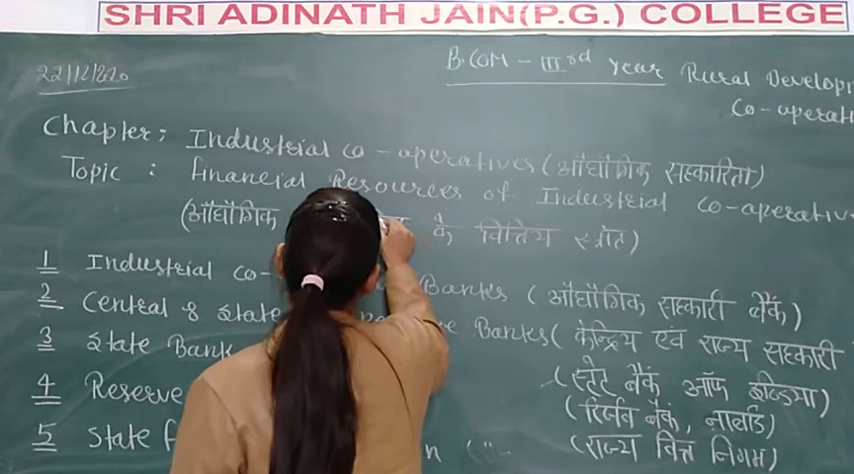 SHRI ADINATH JAIN(P.G.) COLLEGE
22/12/2020
B.COM - IIIrd Year Rural Develop
Co-operati
Chapter; Industrial Co-operatives (औद्योगिक सहकारिता)
Topic : Financial Resources of Industrial Co-operative
(औद्योगिक के वित्तिय स्त्रोत)
1 Industrial Co- Banks (औद्योगिक सहकारी बैंक)
2 Central & State Banks (केन्द्रिय एवं राज्य सहकारी
3 State Bank (स्टेट बैंक ऑफ इण्डिया)
4 Reserve (रिर्जव बैंक, नाबार्ड)
5 State F n (राज्य वित्त निगम)